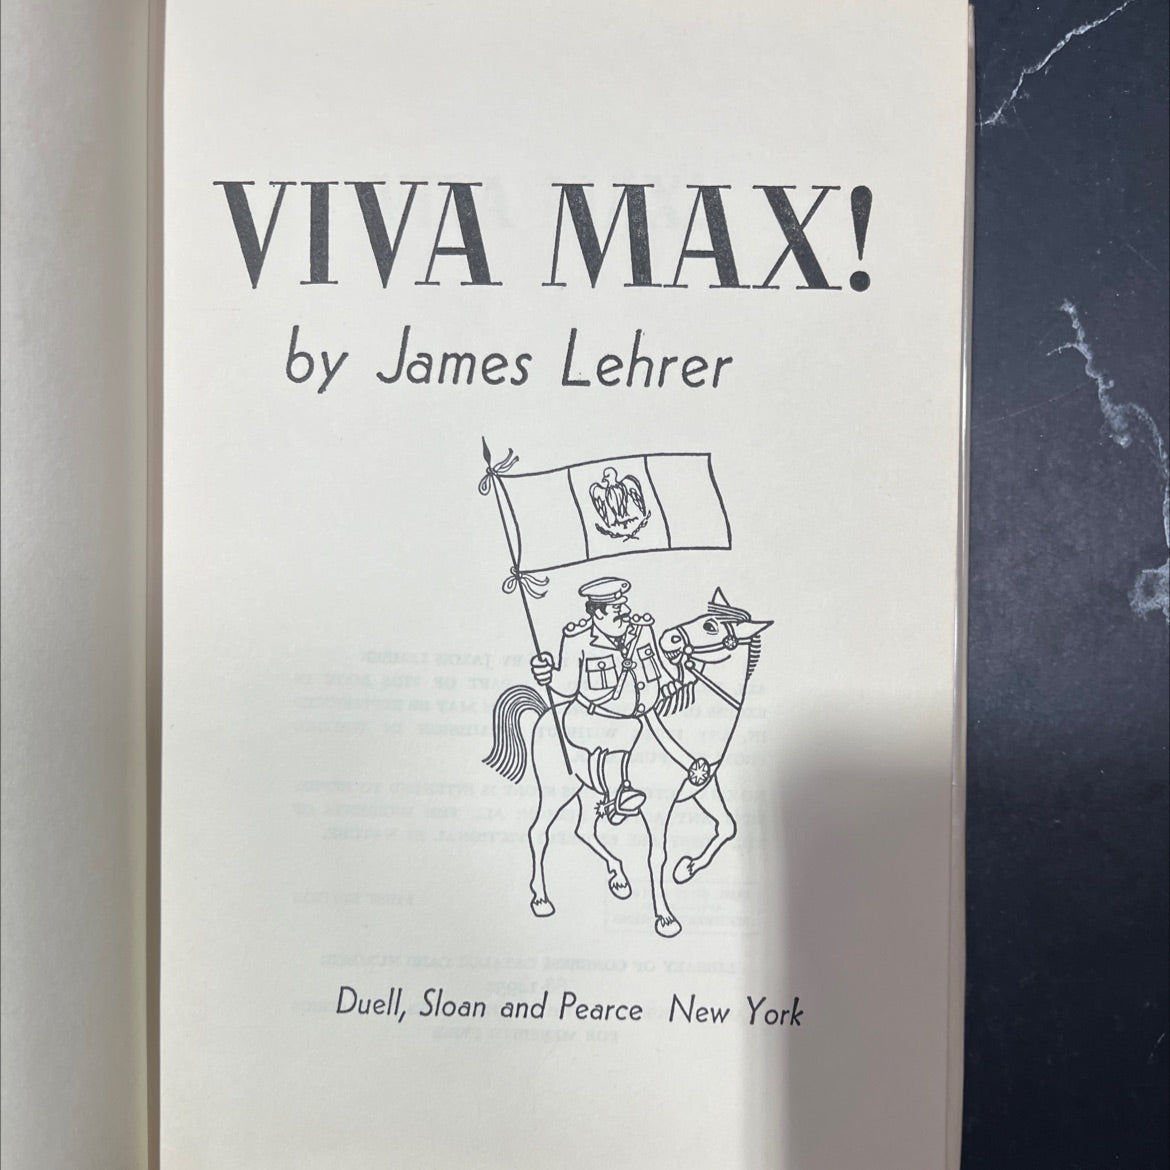 VIVA MAX!
by James Lehrer
Duell, Sloan and Pearce New York